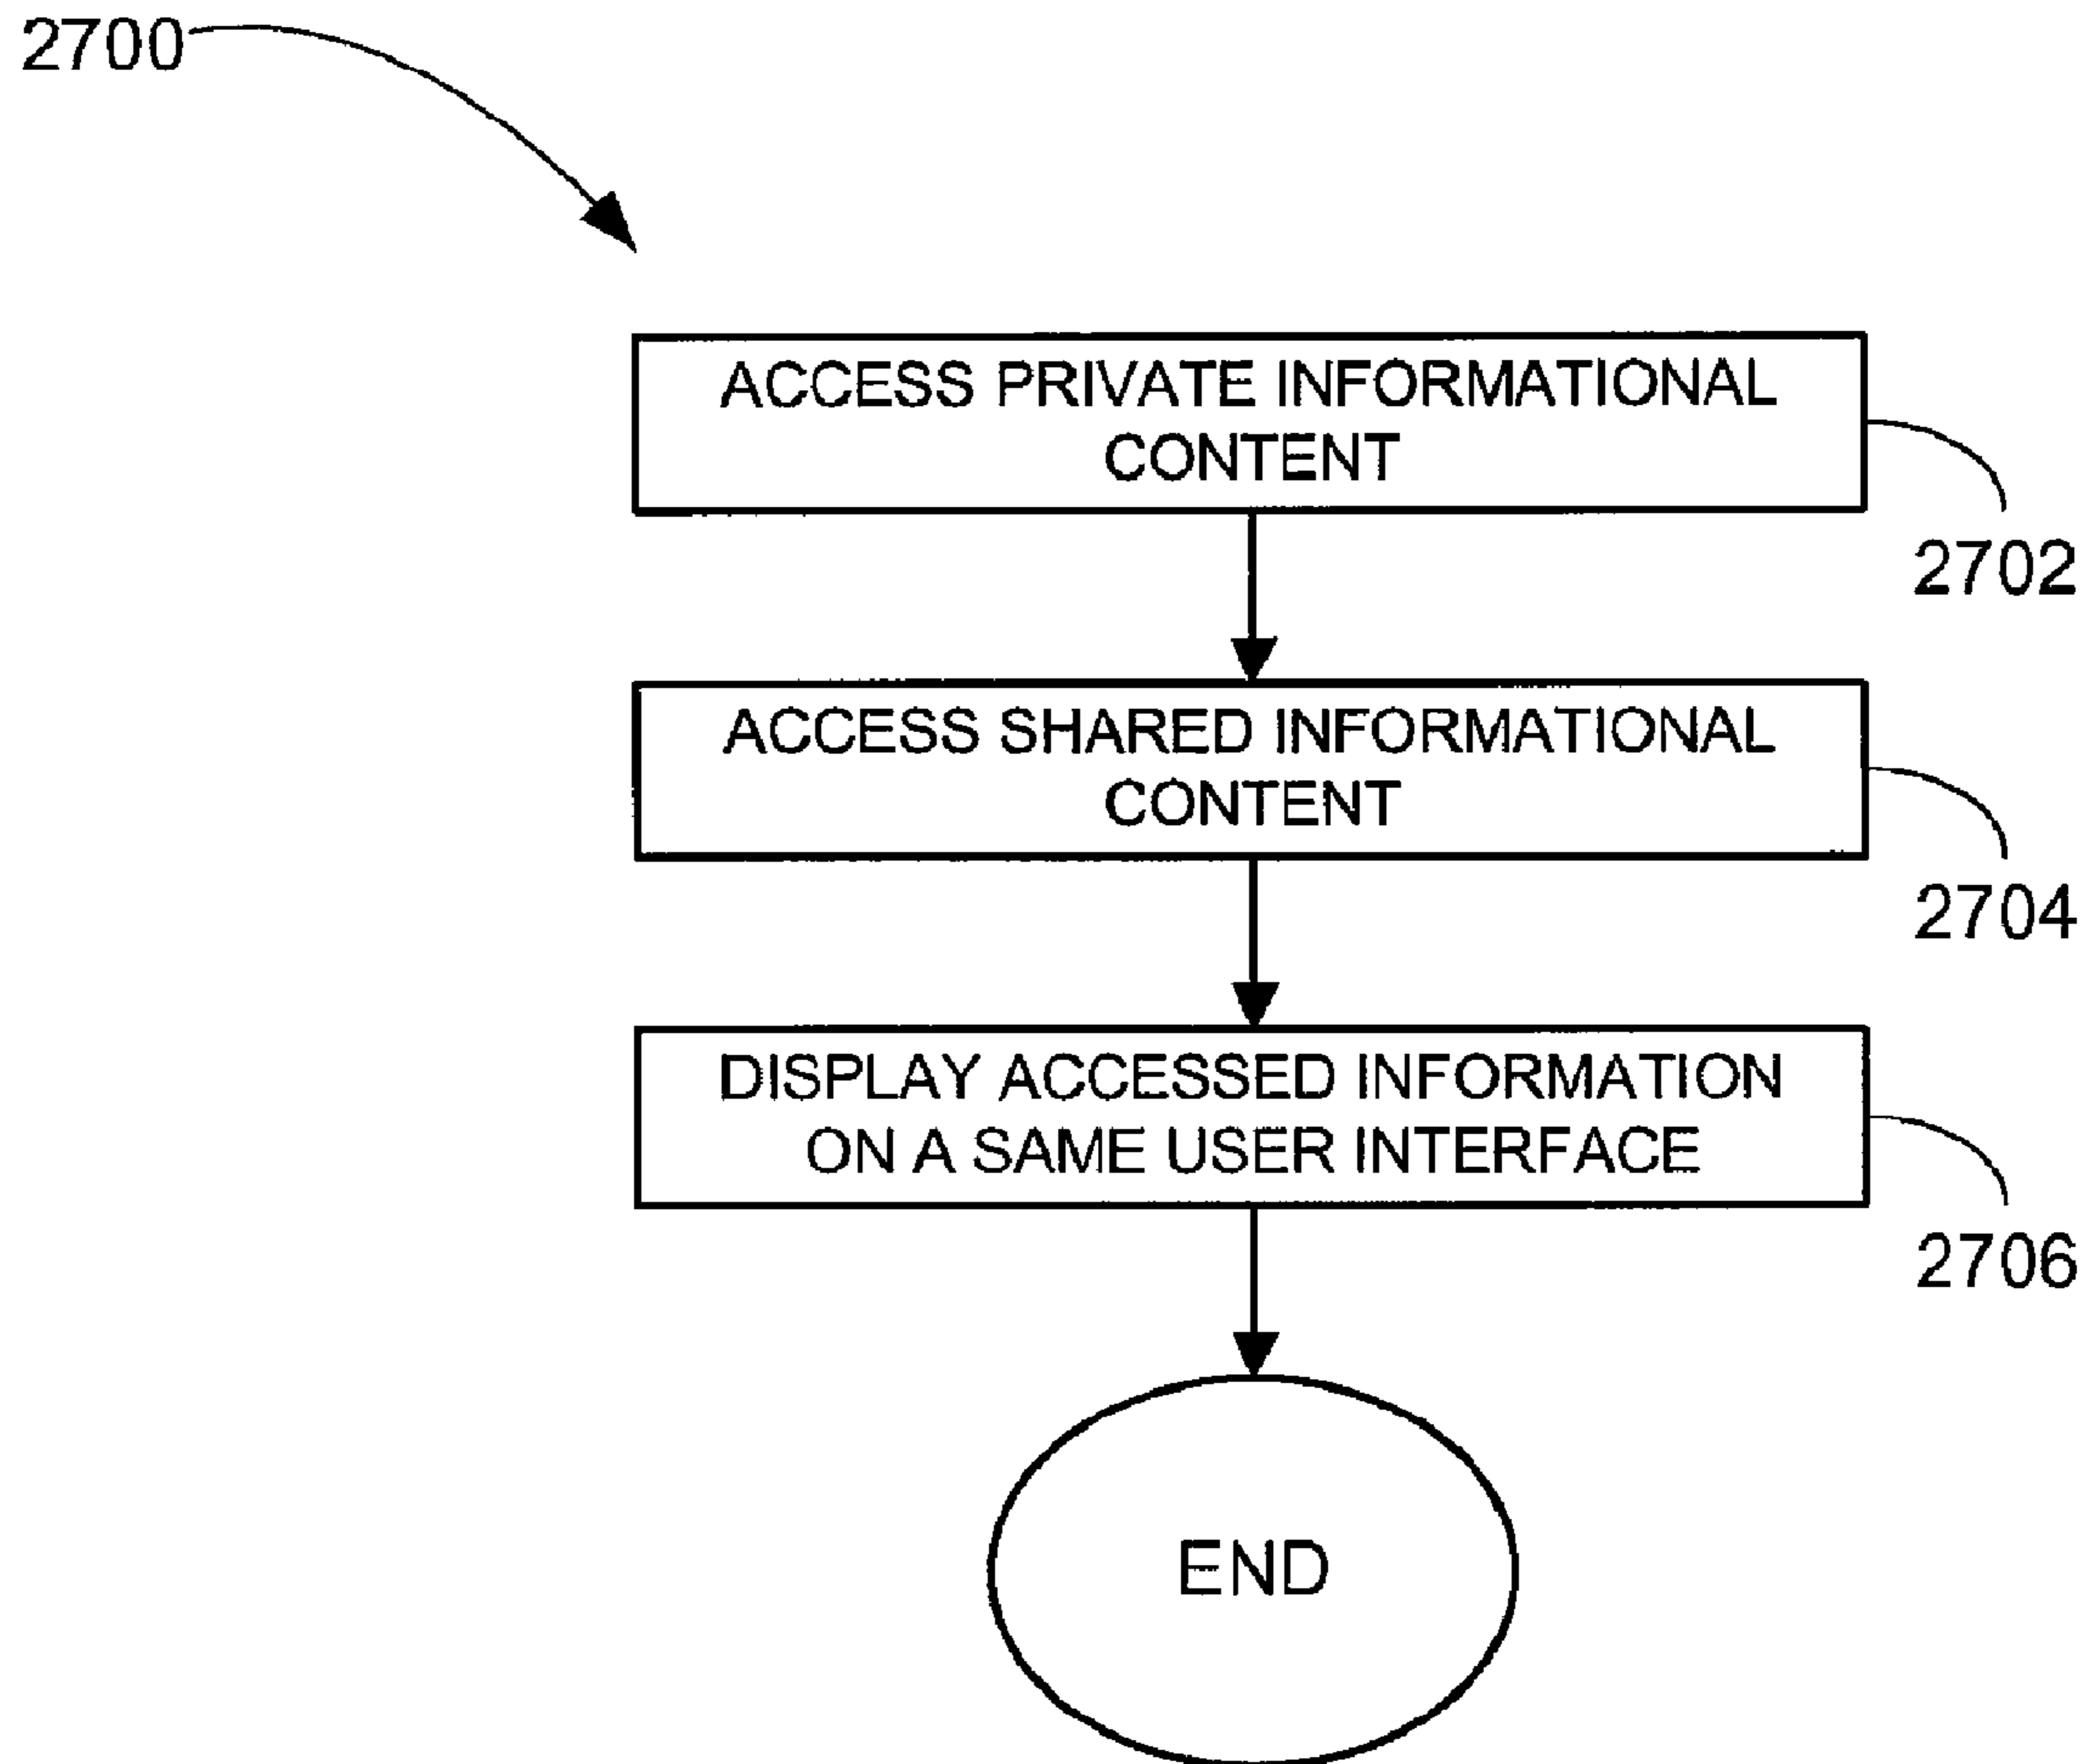 2700
ACCESS PRIVATE INFORMATIONAL
CONTENT
2702
ACCESS SHARED INFORMATIONAL
CONTENT
2704
DISPLAY ACCESSED INFORMATION
ON A SAME USER INTERFACE
2706
END